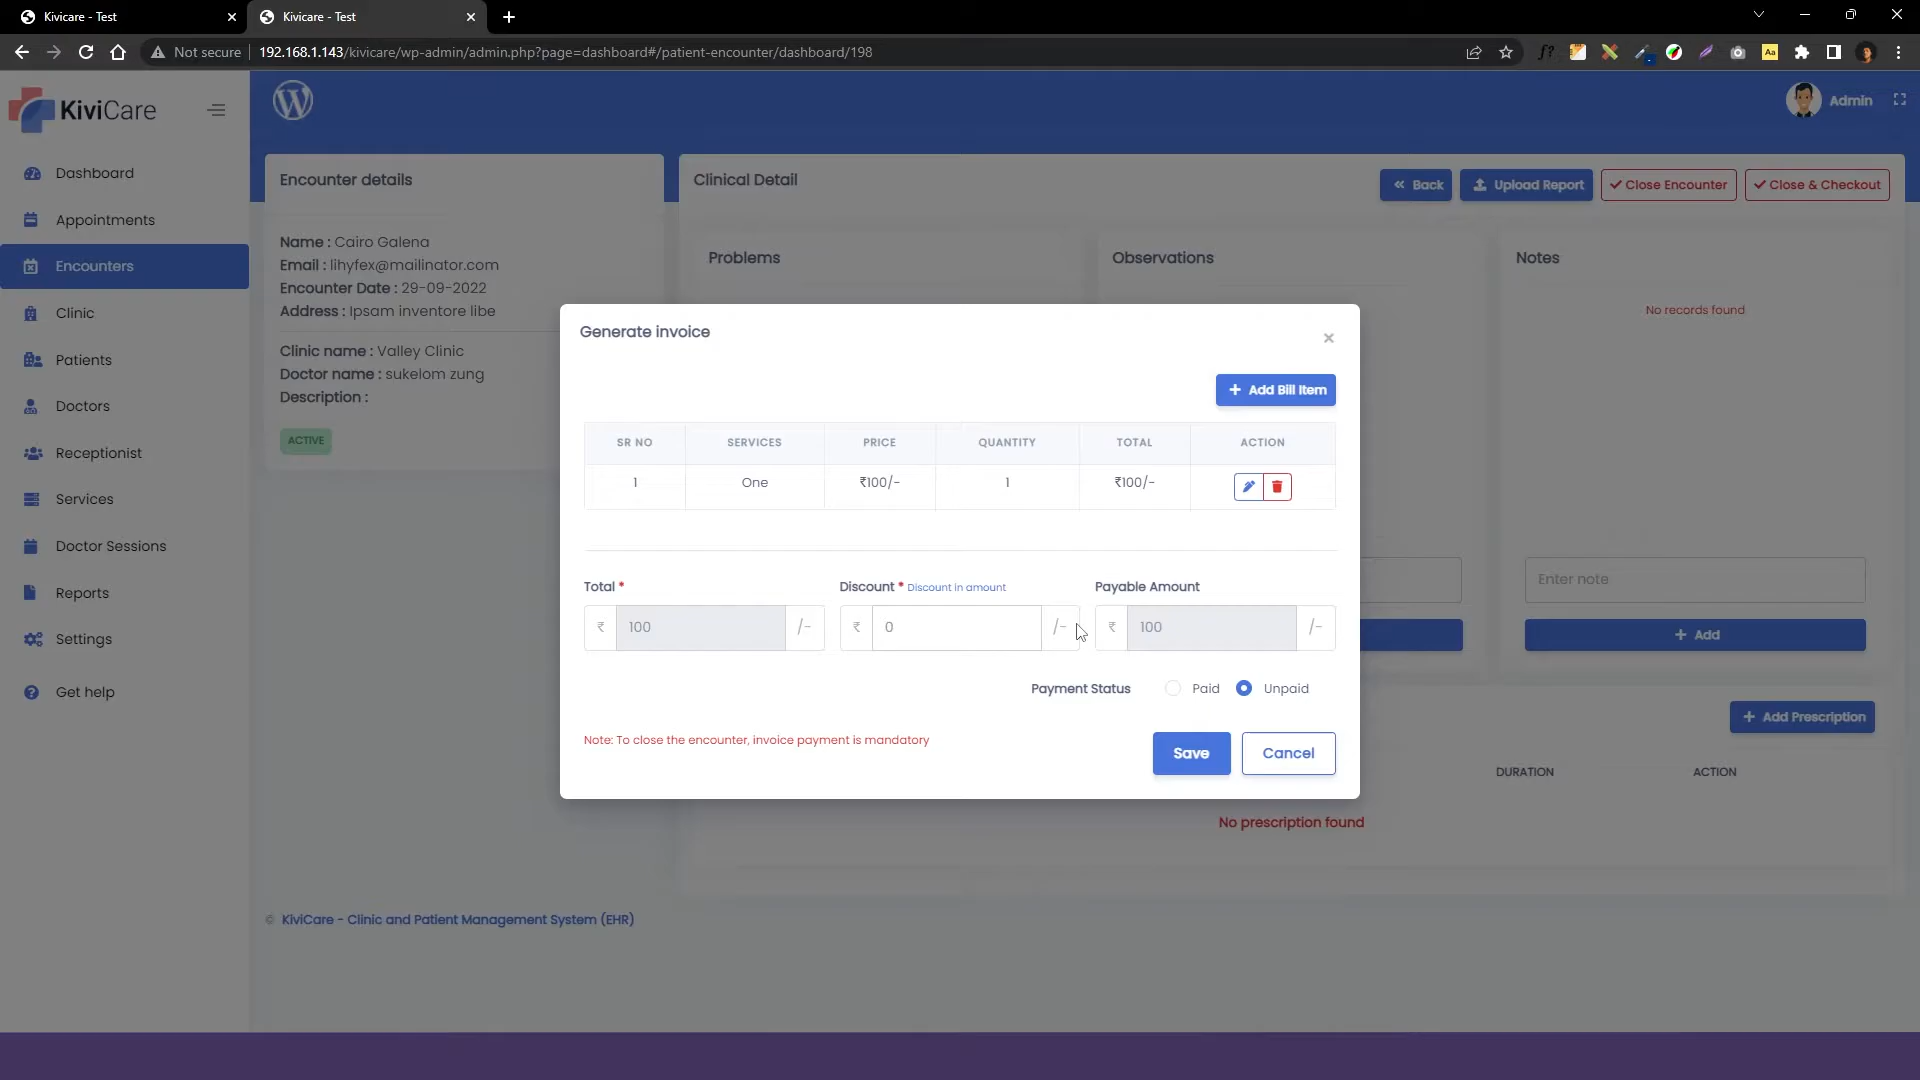 Kivicare - Test
Kivicare - Test
Not secure
192.168.1.143/kivicare/wp-admin/admin.php?page=dashboard#/patient-encounter/dashboard/198
KiviCare
Admin
Dashboard
Appointments
Encounters
Clinic
Patients
Doctors
Receptionist
Services
Doctor Sessions
Reports
Settings
Get help
Encounter details
Name : Cairo Galena
Email : lihyfex@mailinator.com
Encounter Date : 29-09-2022
Address : Ipsam inventore libe
Clinic name : Valley Clinic
Doctor name : sukelom zung
Description :
ACTIVE
Clinical Detail
Back
Upload Report
Close Encounter
Close & Checkout
Problems
Observations
Notes
No records found
Enter note
+ Add
+ Add Prescription
DURATION
ACTION
No prescription found
Generate invoice
×
+ Add Bill Item
SR NO SERVICES PRICE QUANTITY TOTAL ACTION
1 One ₹100/- 1 ₹100/-
Total * Discount * Discount in amount Payable Amount
₹ 100 /- ₹ 0 /- ₹ 100 /-
Payment Status Paid Unpaid
Note: To close the encounter, invoice payment is mandatory
Save
Cancel
© KiviCare - Clinic and Patient Management System (EHR)